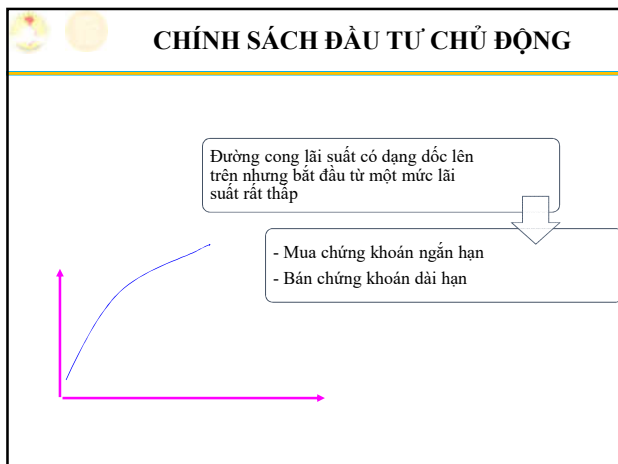 CHÍNH SÁCH ĐẦU TƯ CHỦ ĐỘNG
Đường cong lãi suất có dạng dốc lên
trên nhưng bắt đầu từ một mức lãi
suất rất thấp
- Mua chứng khoán ngắn hạn
- Bán chứng khoán dài hạn